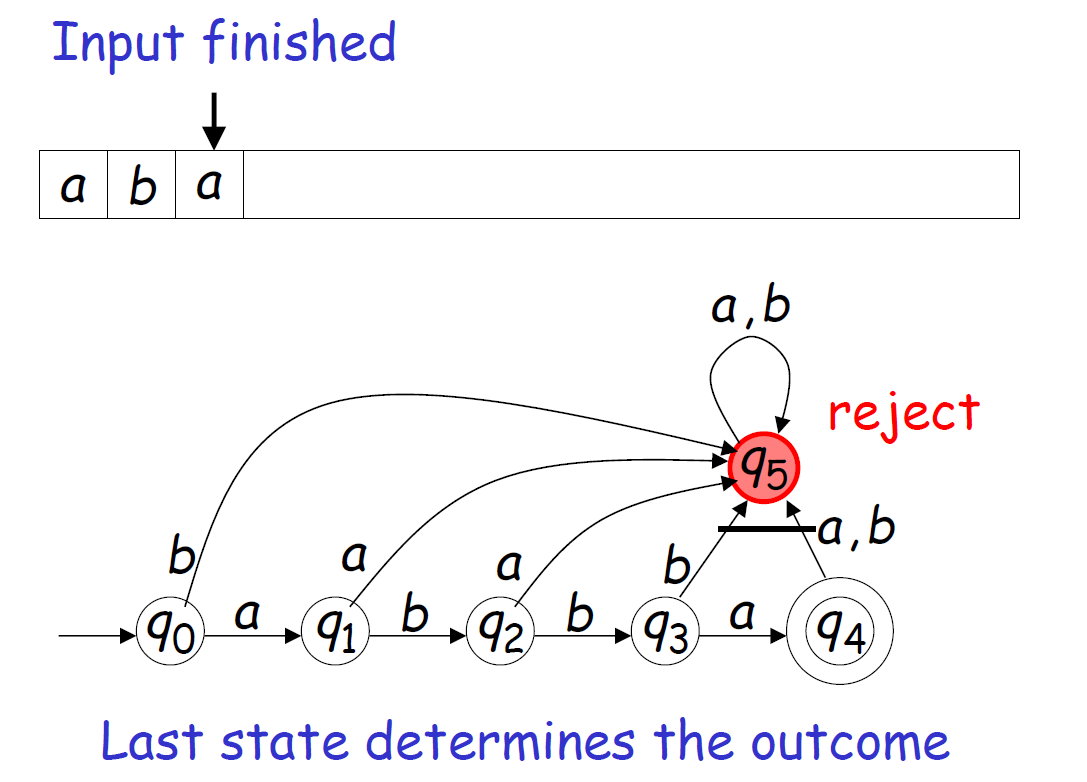 Input finished
a b a
a,b
reject
q5
a,b
b a a b
q0 a q1 b q2 b q3 a q4
Last state determines the outcome